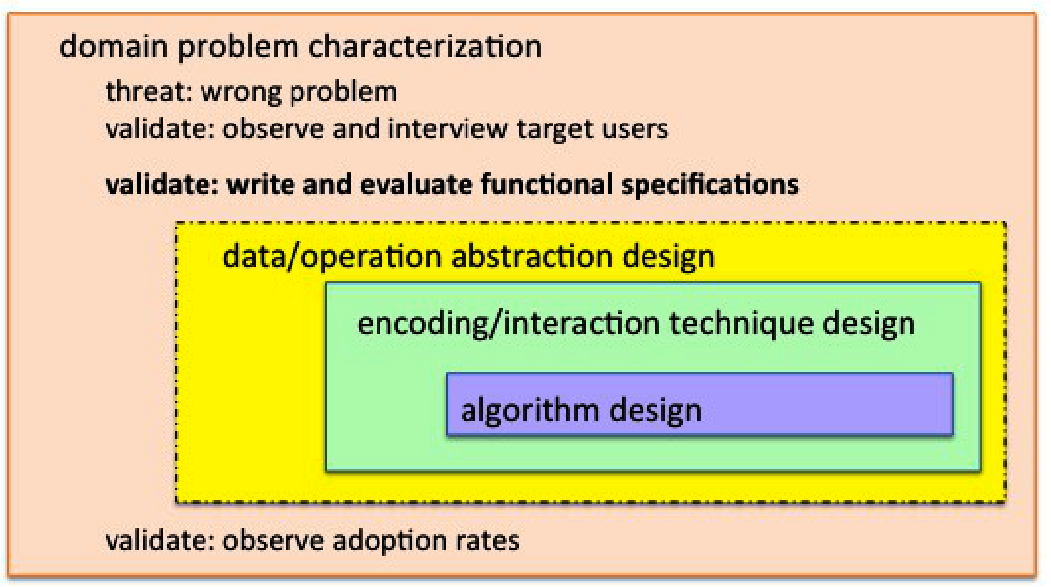 domain problem characterization
threat: wrong problem
validate: observe and interview target users
validate: write and evaluate functional specifications
data/operation abstraction design
encoding/interaction technique design
algorithm design
validate: observe adoption rates